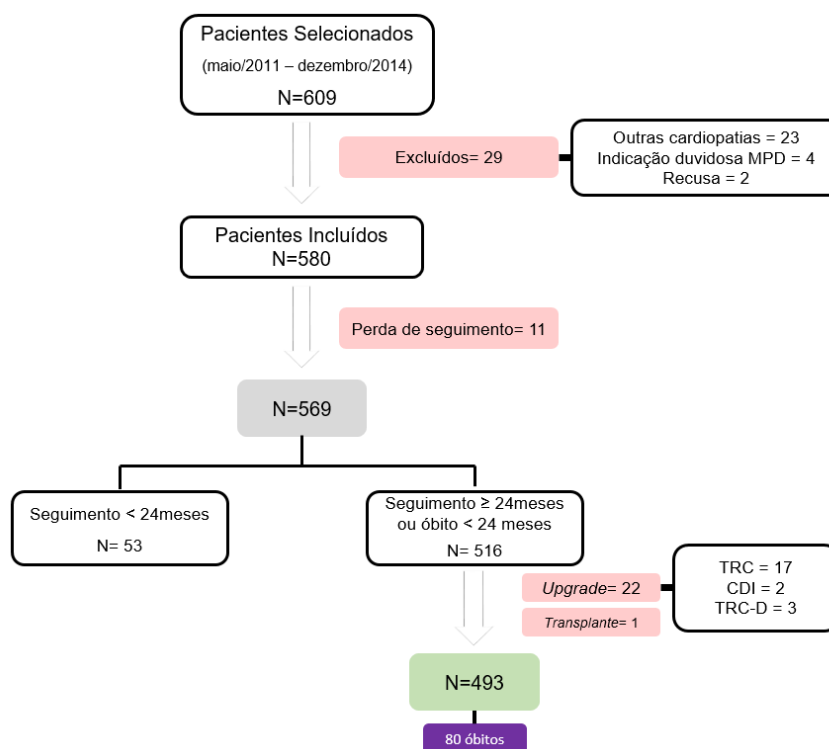 Pacientes Selecionados
(maio/2011 – dezembro/2014)
N=609
Excluídos= 29
Outras cardiopatias = 23
Indicação duvidosa MPD = 4
Recusa = 2
Pacientes Incluídos
N=580
Perda de seguimento= 11
N=569
Seguimento < 24meses
N= 53
Seguimento ≥ 24meses
ou óbito < 24 meses
N= 516
Upgrade= 22
Transplante= 1
TRC = 17
CDI = 2
TRC-D = 3
N=493
80 óbitos